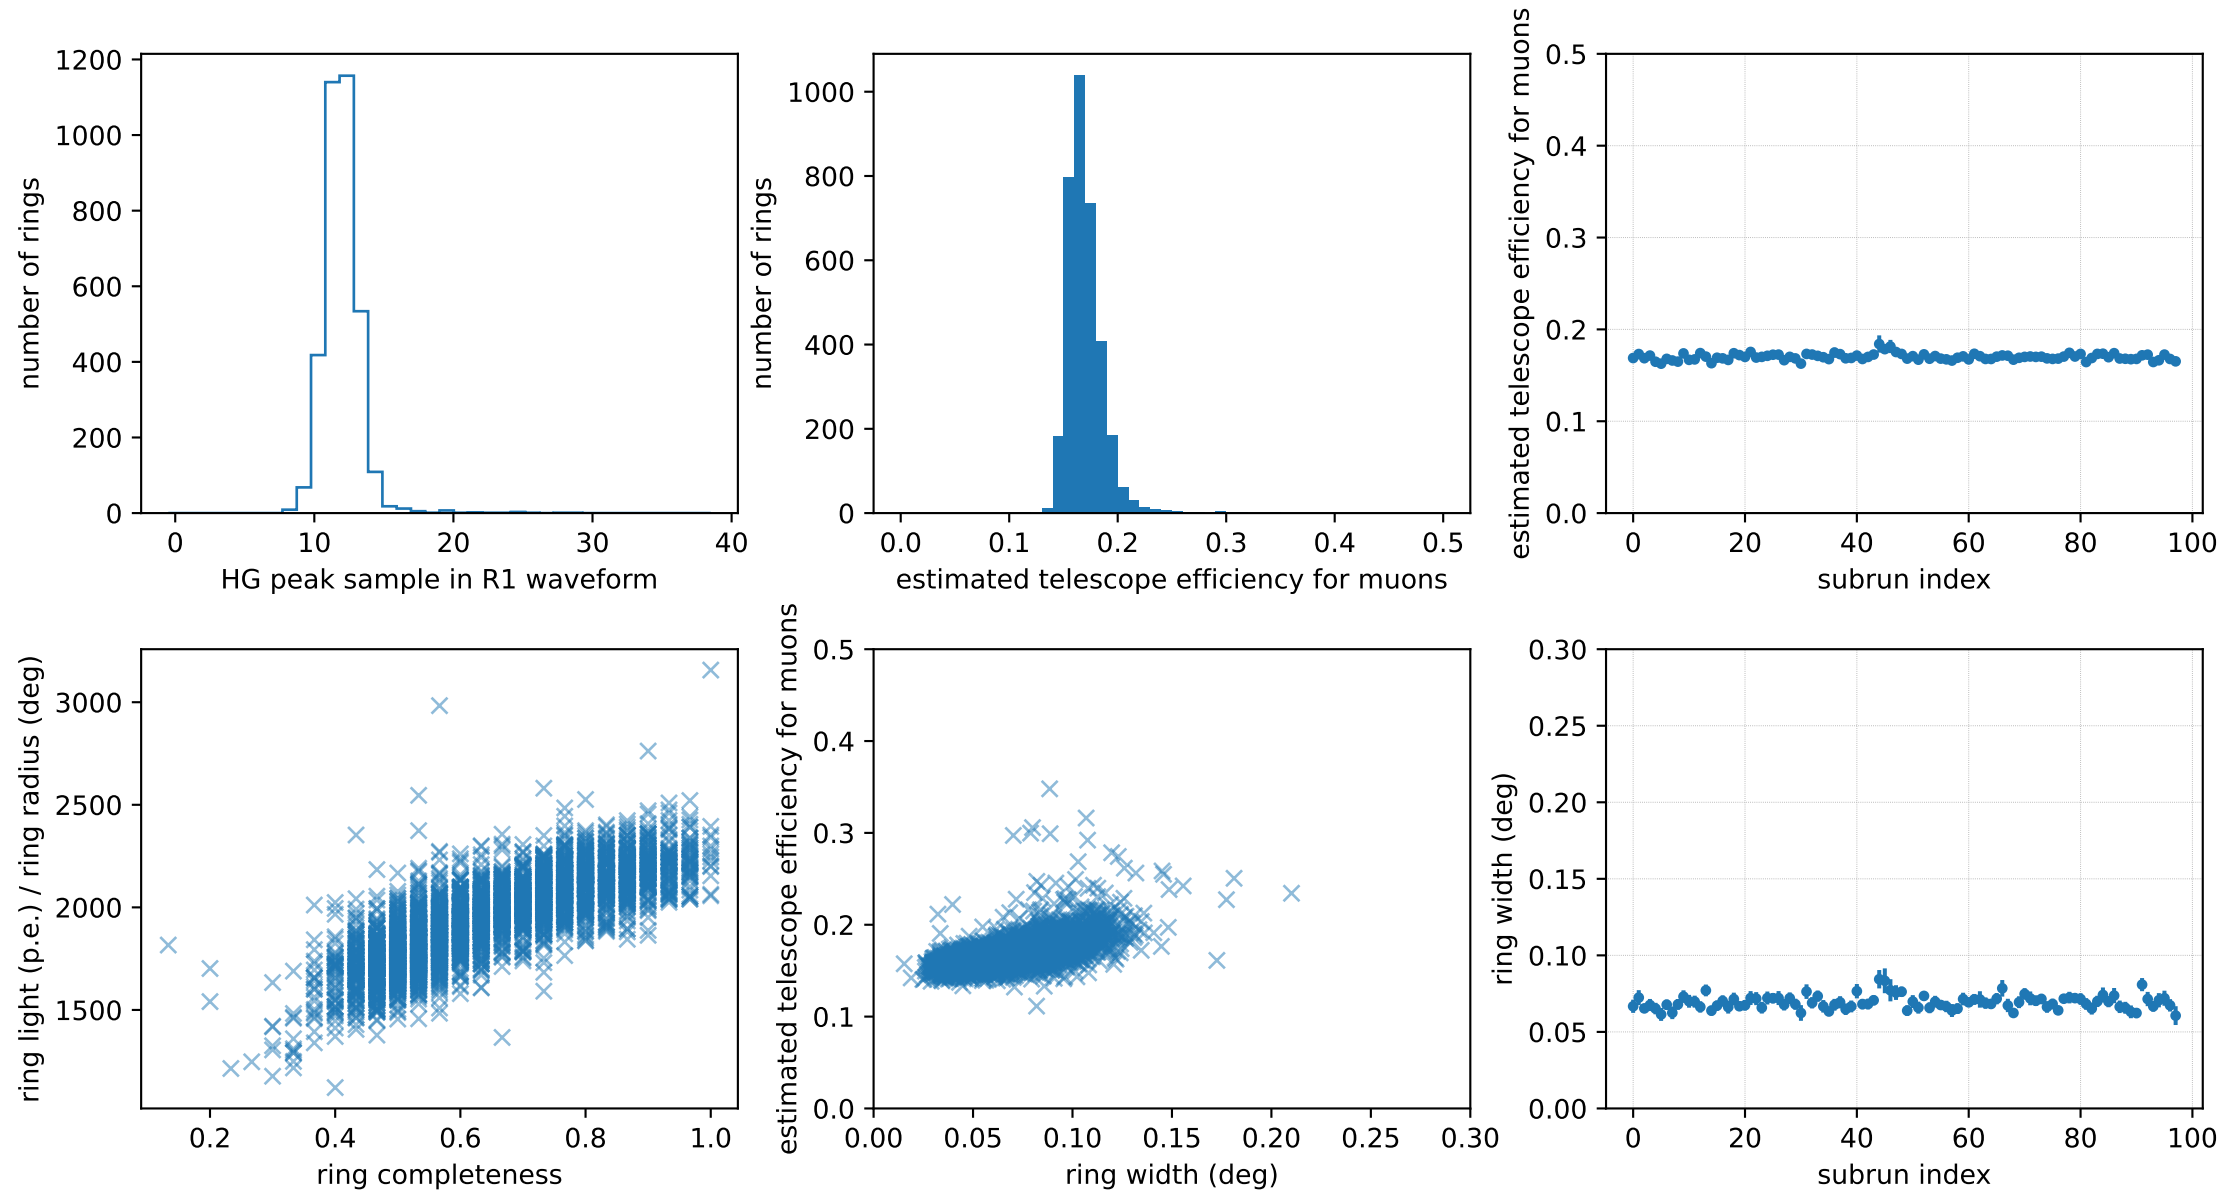 1200
1000
800
600
400
200
0
number of rings
0 10 20 30 40
HG peak sample in R1 waveform
1000
800
600
400
200
0
number of rings
0.0 0.1 0.2 0.3 0.4 0.5
estimated telescope efficiency for muons
0.5
0.4
0.3
0.2
0.1
0.0
estimated telescope efficiency for muons
0 20 40 60 80 100
subrun index
3000
2500
2000
1500
ring light (p.e.) / ring radius (deg)
0.2 0.4 0.6 0.8 1.0
ring completeness
0.5
0.4
0.3
0.2
0.1
0.0
estimated telescope efficiency for muons
0.00 0.05 0.10 0.15 0.20 0.25 0.30
ring width (deg)
0.30
0.25
0.20
0.15
0.10
0.05
0.00
ring width (deg)
0 20 40 60 80 100
subrun index